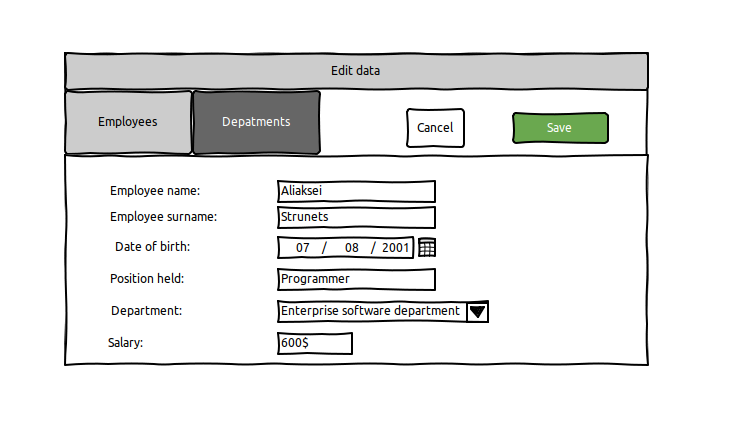 Edit data
Employees Depatments Cancel Save
Employee name: Aliaksei
Employee surname: Strunets
Date of birth: 07 / 08 / 2001
Position held: Programmer
Department: Enterprise software department
Salary: 600$